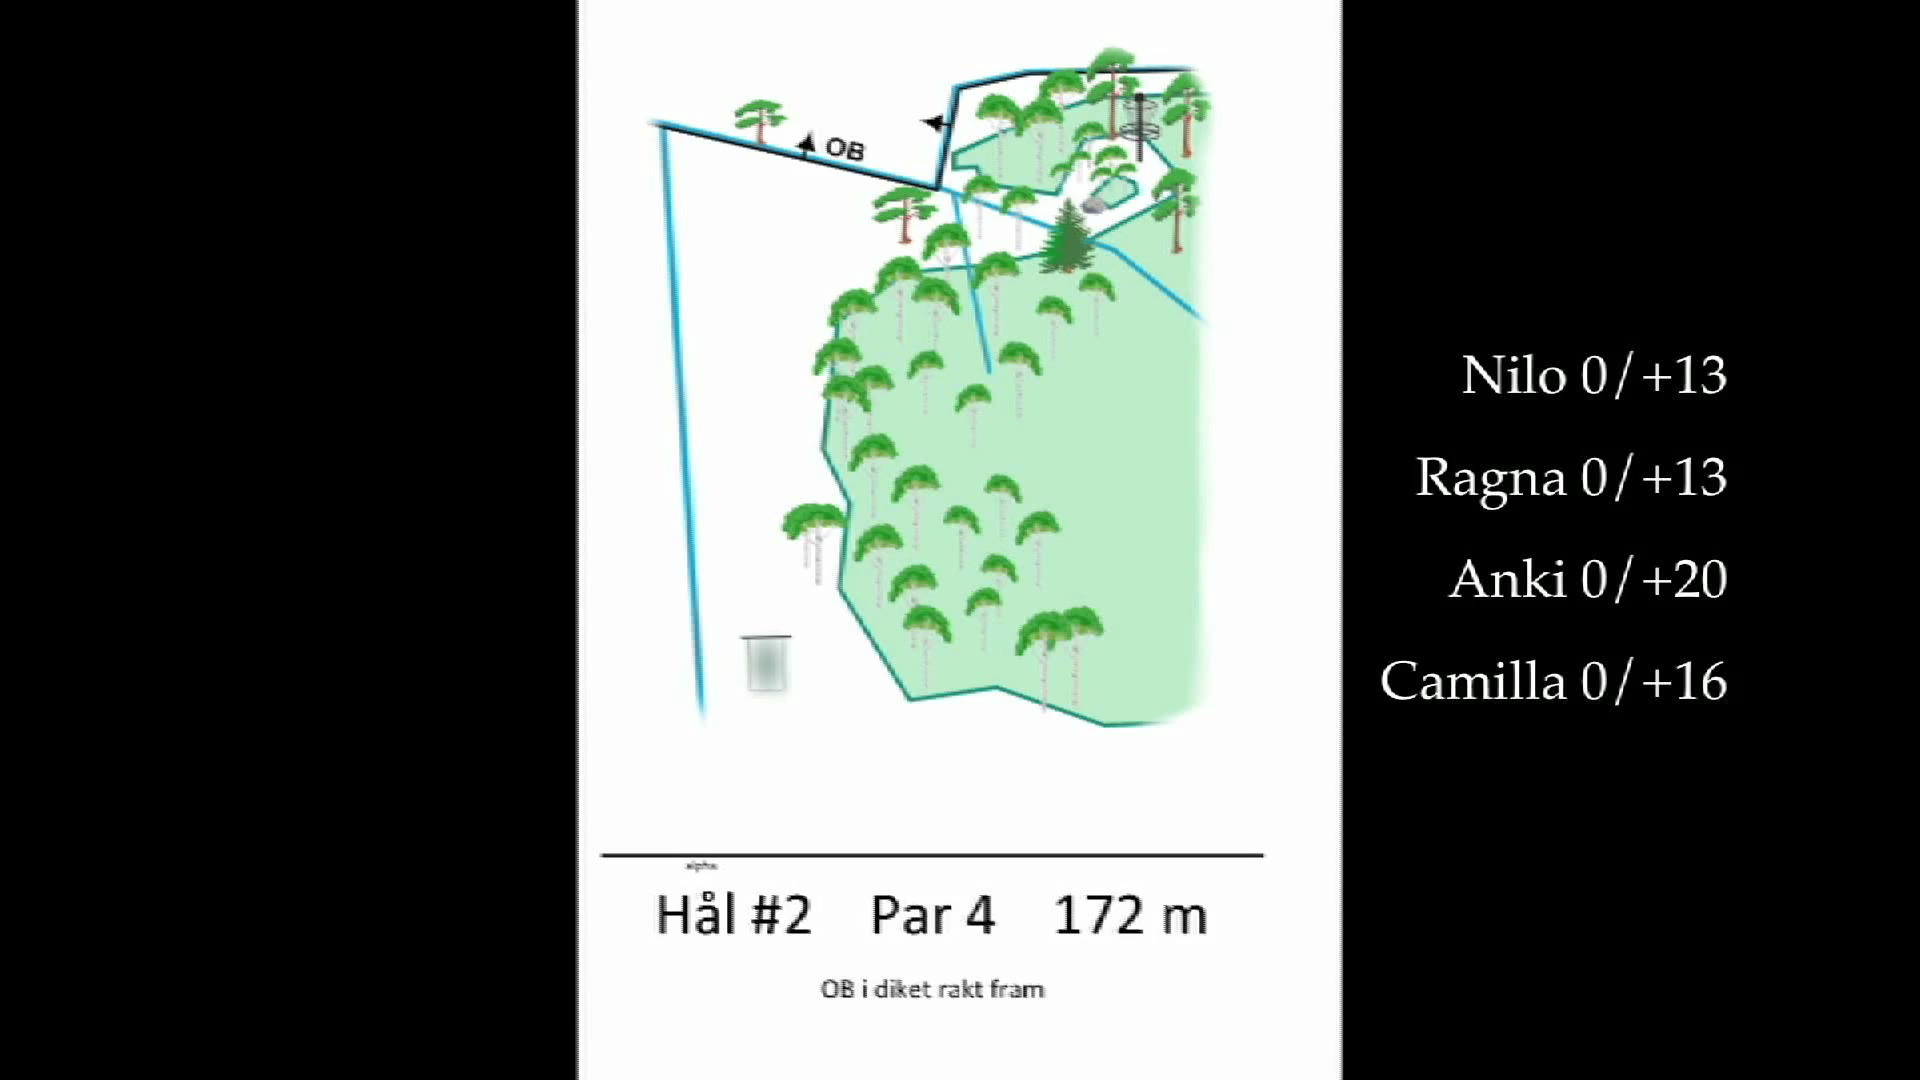 OB
Nilo 0/+13
Ragna 0/+13
Anki 0/+20
Camilla 0/+16
alpha
Hål #2 Par 4 172 m
OB i diket rakt fram